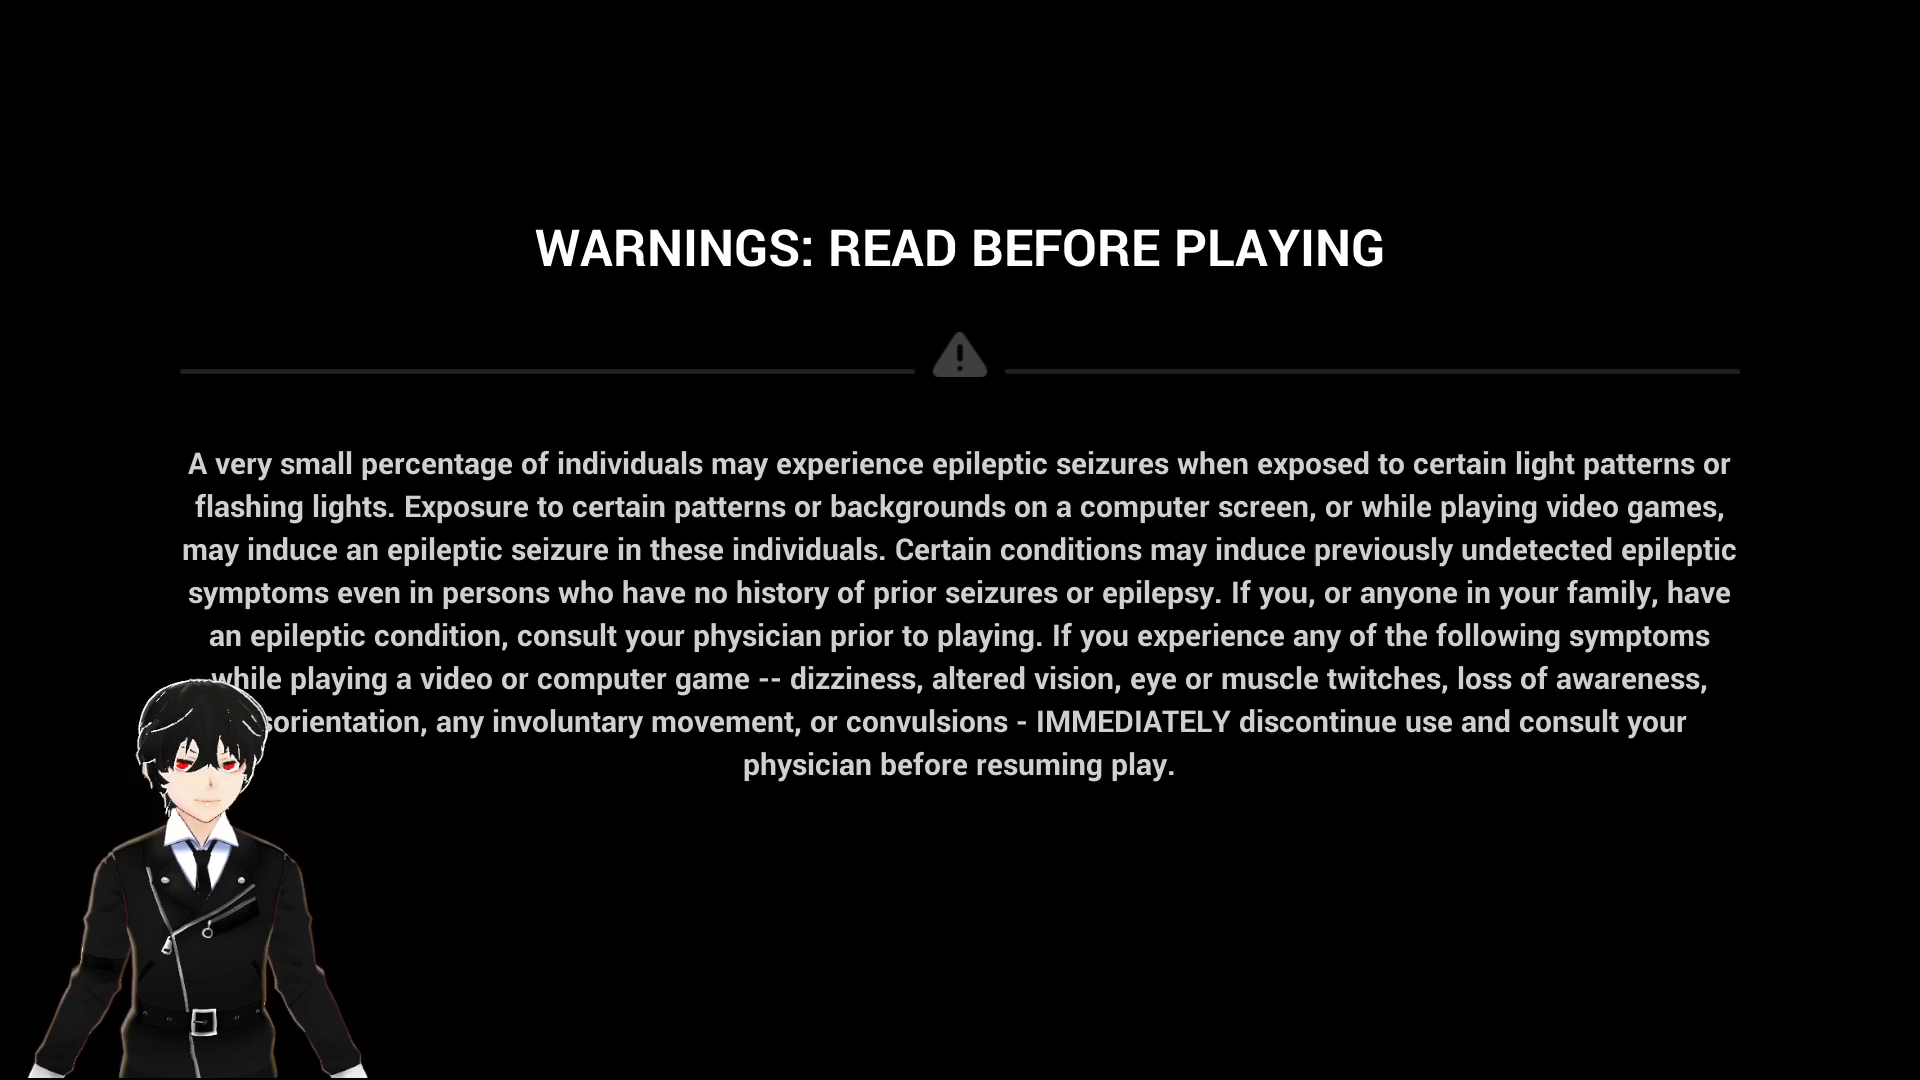 WARNINGS: READ BEFORE PLAYING
A very small percentage of individuals may experience epileptic seizures when exposed to certain light patterns or
flashing lights. Exposure to certain patterns or backgrounds on a computer screen, or while playing video games,
may induce an epileptic seizure in these individuals. Certain conditions may induce previously undetected epileptic
symptoms even in persons who have no history of prior seizures or epilepsy. If you, or anyone in your family, have
an epileptic condition, consult your physician prior to playing. If you experience any of the following symptoms
while playing a video or computer game -- dizziness, altered vision, eye or muscle twitches, loss of awareness,
sorientation, any involuntary movement, or convulsions - IMMEDIATELY discontinue use and consult your
physician before resuming play.